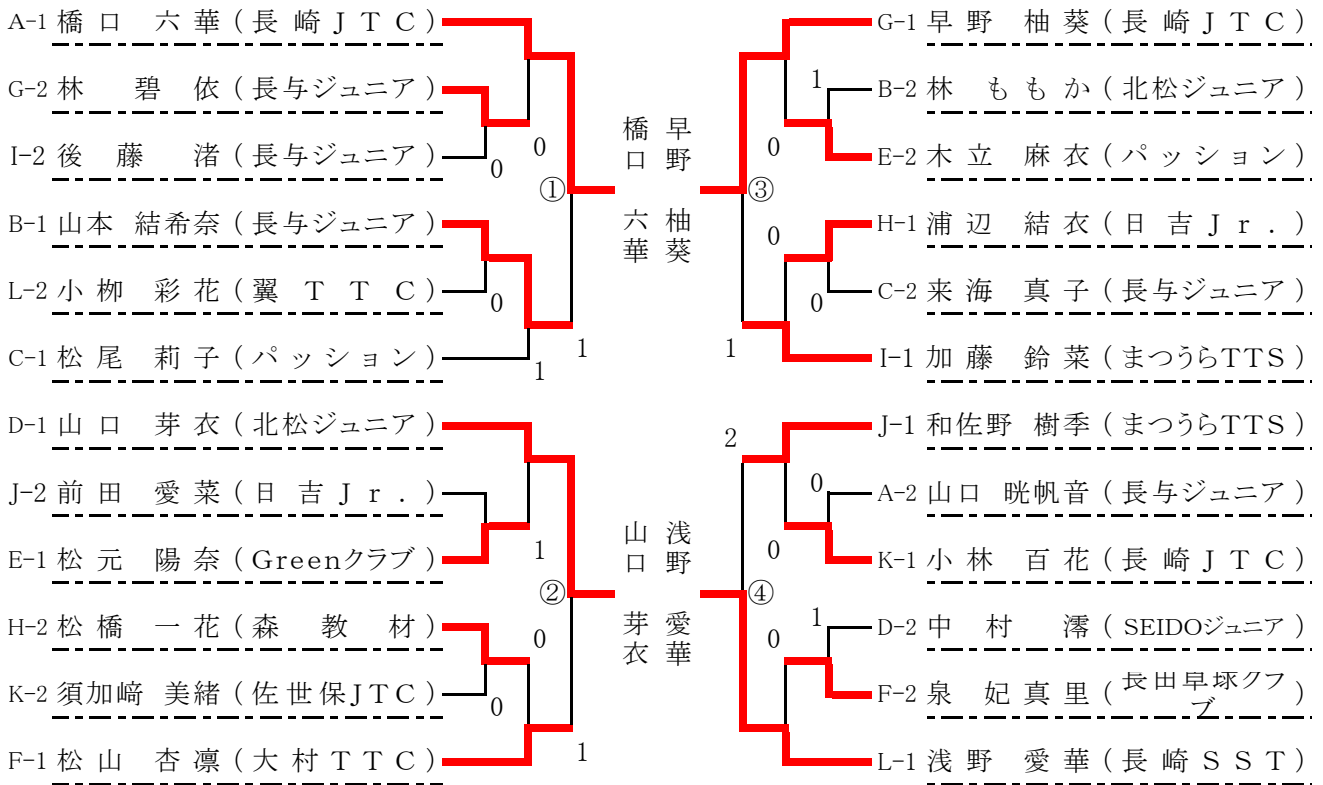 A-1 橋口 六華 (長崎JTC)
G-2 林 碧依 (長与ジュニア)
I-2 後藤 渚 (長与ジュニア)
0
0
①
B-1 山本 結希奈 (長与ジュニア)
L-2 小栁 彩花 (翼TTC)
0
C-1 松尾 莉子 (パッション)
1
1
D-1 山口 芽衣 (北松ジュニア)
J-2 前田 愛菜 (日吉Jr.)
E-1 松元 陽奈 (Greenクラブ)
1
②
H-2 松橋 一花 (森教材)
0
K-2 須加﨑 美緒 (佐世保JTC)
0
F-1 松山 杏凛 (大村TTC)
1
橋口 六華
早野 柚葵
山口 芽衣
浅野 愛華
G-1 早野 柚葵 (長崎JTC)
1
B-2 林 ももか (北松ジュニア)
0
E-2 木立 麻衣 (パッション)
③
H-1 浦辺 結衣 (日吉Jr.)
0
C-2 来海 真子 (長与ジュニア)
0
1
I-1 加藤 鈴菜 (まつうらTTS)
J-1 和佐野 樹季 (まつうらTTS)
2
0
A-2 山口 晄帆音 (長与ジュニア)
0
K-1 小林 百花 (長崎JTC)
④
1
D-2 中村 澪 (SEIDOジュニア)
0
F-2 泉 妃真里 (長田卓球クラブ)
L-1 浅野 愛華 (長崎SST)